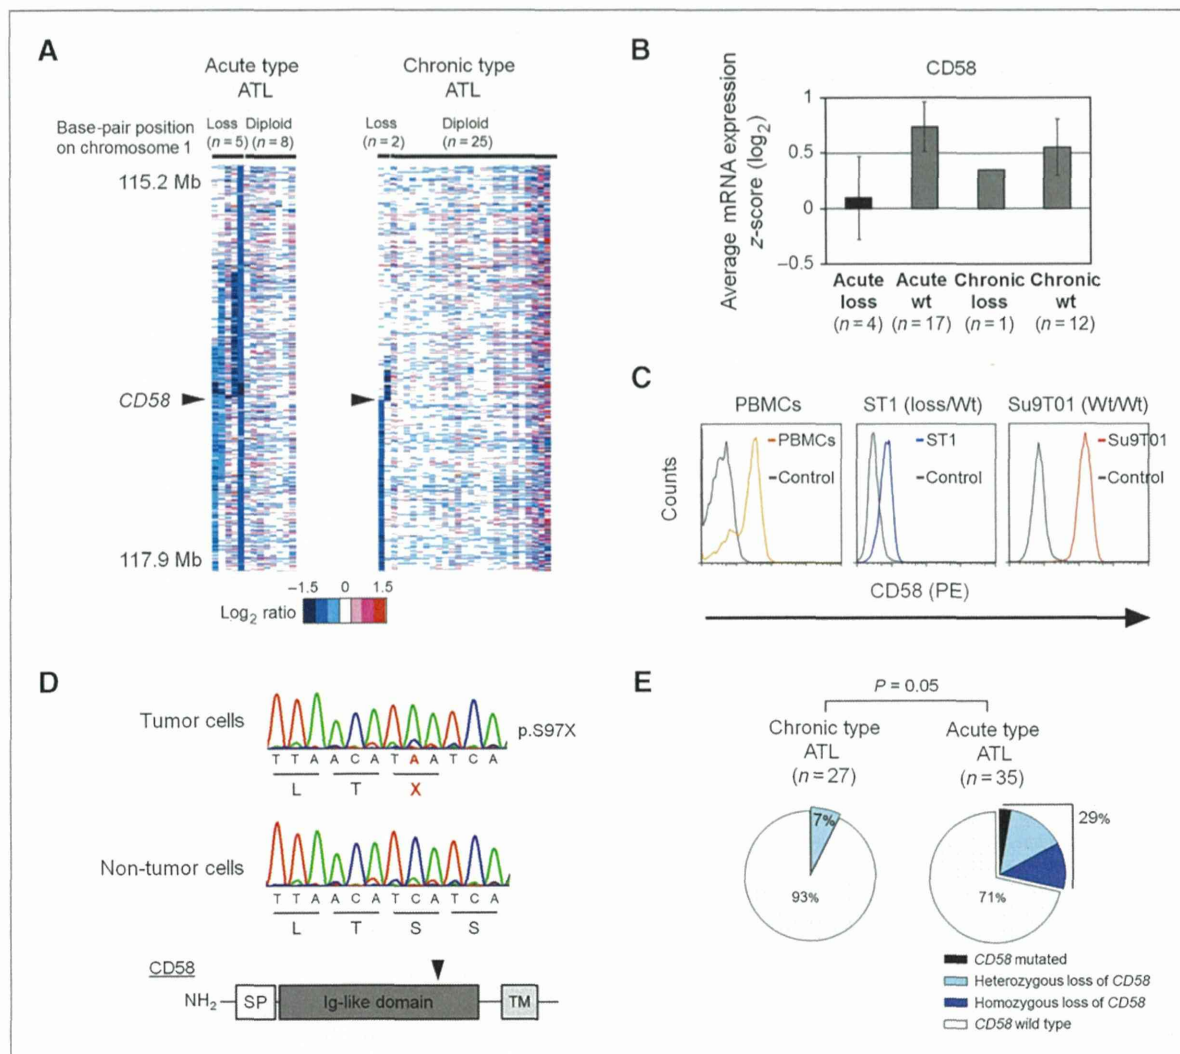 A
Acute type
ATL
Chronic type
ATL
Base-pair position
on chromosome 1
Loss
(n = 5)
Diploid
(n = 8)
Loss
(n = 2)
Diploid
(n = 25)
115.2 Mb
CD58
117.9 Mb
–1.5 0 1.5
Log2 ratio
B
CD58
Average mRNA expression
z-score (log2)
1
0.5
0
–0.5
Acute
loss
(n = 4)
Acute
wt
(n = 17)
Chronic
loss
(n = 1)
Chronic
wt
(n = 12)
C
PBMCs
ST1 (loss/Wt)
Su9T01 (Wt/Wt)
PBMCs
Control
ST1
Control
Su9T01
Control
Counts
CD58 (PE)
D
Tumor cells
p.S97X
T T A A C A T A A T C A
L T X
Non-tumor cells
T T A A C A T C A T C A
L T S S
CD58
NH2
SP
Ig-like domain
TM
E
P = 0.05
Chronic type
ATL
(n = 27)
Acute type
ATL
(n = 35)
7%
93%
29%
71%
CD58 mutated
Heterozygous loss of CD58
Homozygous loss of CD58
CD58 wild type